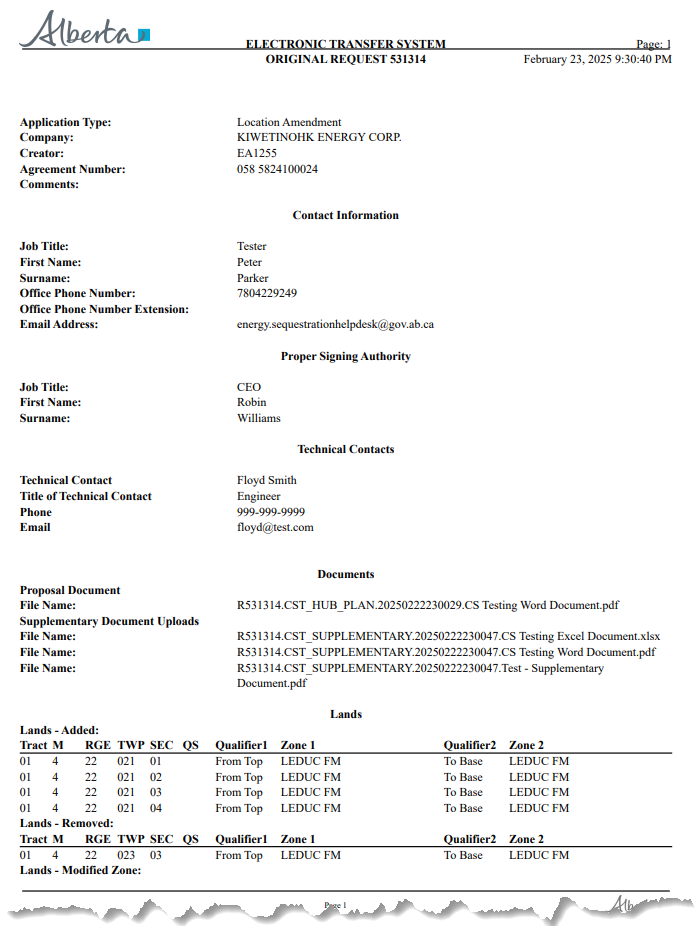 Alberta
ELECTRONIC TRANSFER SYSTEM Page: 1
ORIGINAL REQUEST 531314 February 23, 2025 9:30:40 PM
Application Type: Location Amendment
Company: KIWETINOHK ENERGY CORP.
Creator: EA1255
Agreement Number: 058 5824100024
Comments:
Contact Information
Job Title: Tester
First Name: Peter
Surname: Parker
Office Phone Number: 7804229249
Office Phone Number Extension:
Email Address: energy.sequestrationhelpdesk@gov.ab.ca
Proper Signing Authority
Job Title: CEO
First Name: Robin
Surname: Williams
Technical Contacts
Technical Contact Floyd Smith
Title of Technical Contact Engineer
Phone 999-999-9999
Email floyd@test.com
Documents
Proposal Document
File Name: R531314.CST_HUB_PLAN.20250222230029.CS Testing Word Document.pdf
Supplementary Document Uploads
File Name: R531314.CST_SUPPLEMENTARY.20250222230047.CS Testing Excel Document.xlsx
File Name: R531314.CST_SUPPLEMENTARY.20250222230047.CS Testing Word Document.pdf
File Name: R531314.CST_SUPPLEMENTARY.20250222230047.Test - Supplementary
Document.pdf
Lands
Lands - Added:
Tract M RGE TWP SEC QS Qualifier1 Zone 1 Qualifier2 Zone 2
01 4 22 021 01 From Top LEDUC FM To Base LEDUC FM
01 4 22 021 02 From Top LEDUC FM To Base LEDUC FM
01 4 22 021 03 From Top LEDUC FM To Base LEDUC FM
01 4 22 021 04 From Top LEDUC FM To Base LEDUC FM
Lands - Removed:
Tract M RGE TWP SEC QS Qualifier1 Zone 1 Qualifier2 Zone 2
01 4 22 023 03 From Top LEDUC FM To Base LEDUC FM
Lands - Modified Zone:
Page 1